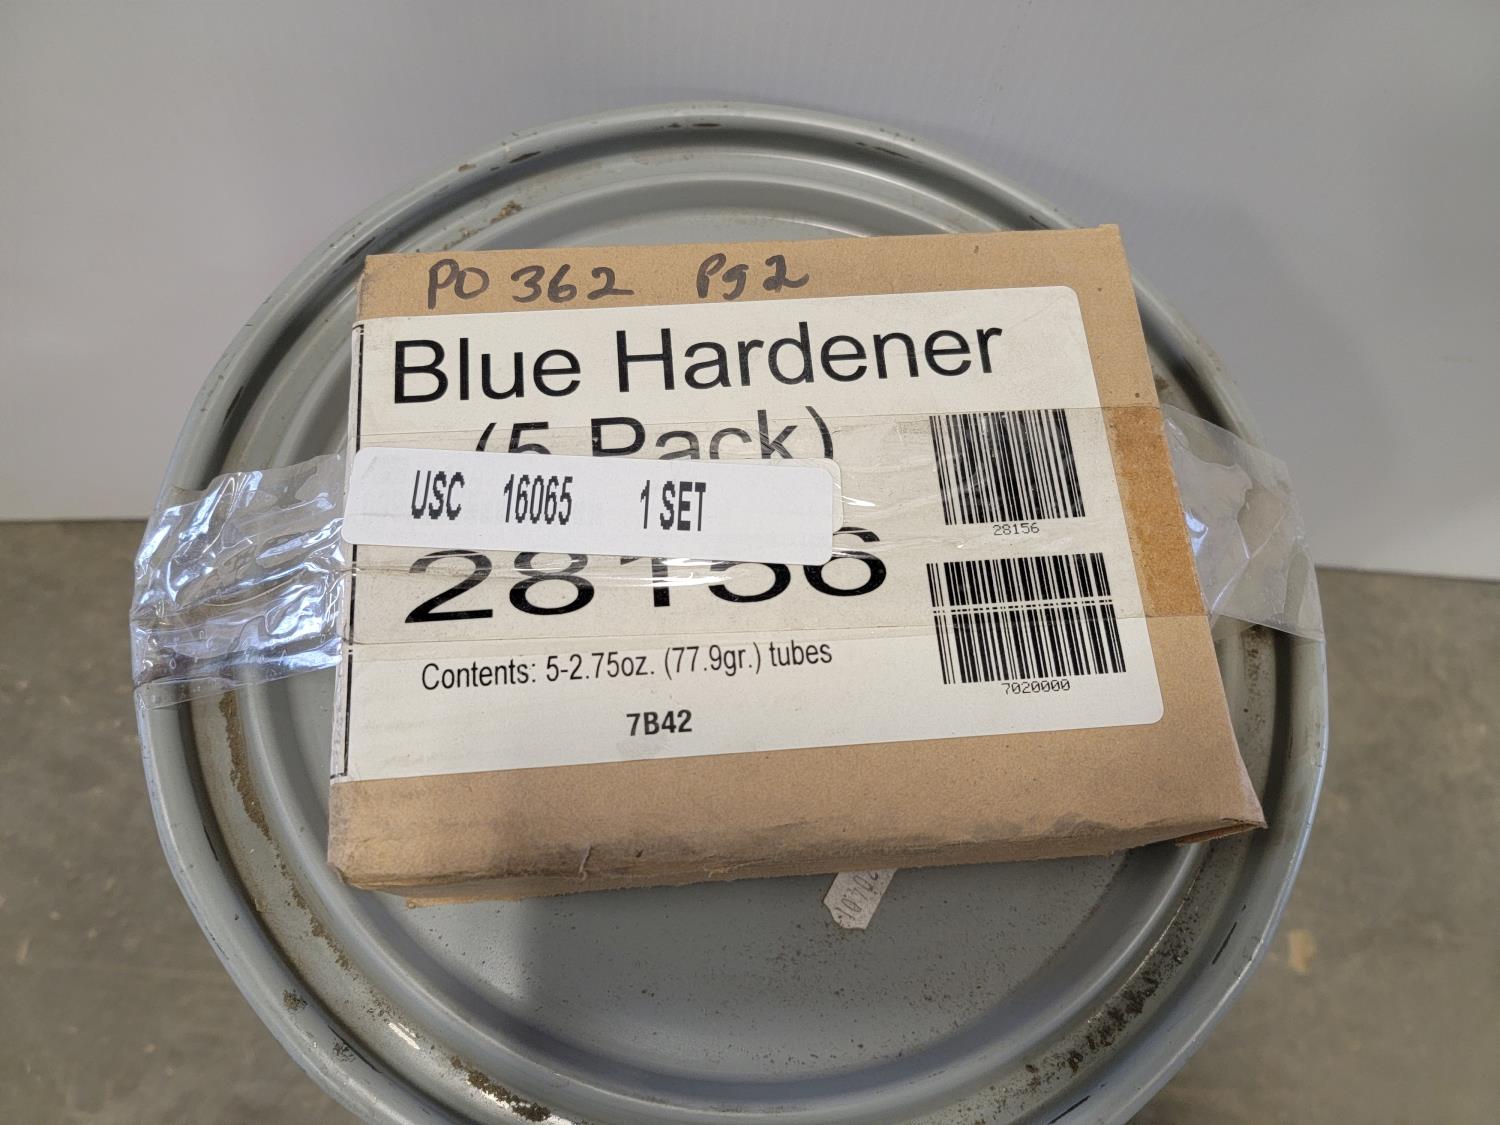 PO 362 Pg 2
Blue Hardener
(5 Pack)
USC 16065 1 SET
28156
Contents: 5-2.75oz. (77.9gr.) tubes
7B42
28156
7020000